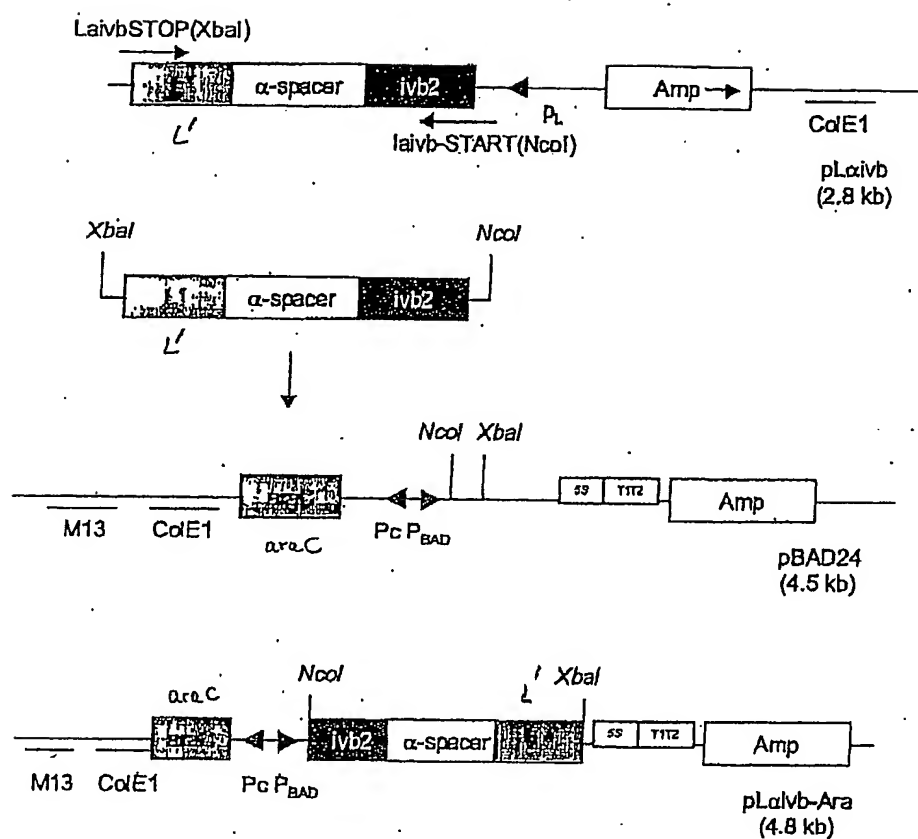 LaivbSTOP(XbaI)
α-spacer ivb2 Amp
L' pL ColE1
laivb-START(NcoI)
pLαivb
(2.8 kb)
XbaI NcoI
α-spacer ivb2
L'
NcoI XbaI
5S T1T2 Amp
M13 ColE1 araC Pc PBAD
pBAD24
(4.5 kb)
araC NcoI L' XbaI
ivb2 α-spacer 5S T1T2 Amp
M13 ColE1 Pc PBAD
pLαivb-Ara
(4.8 kb)